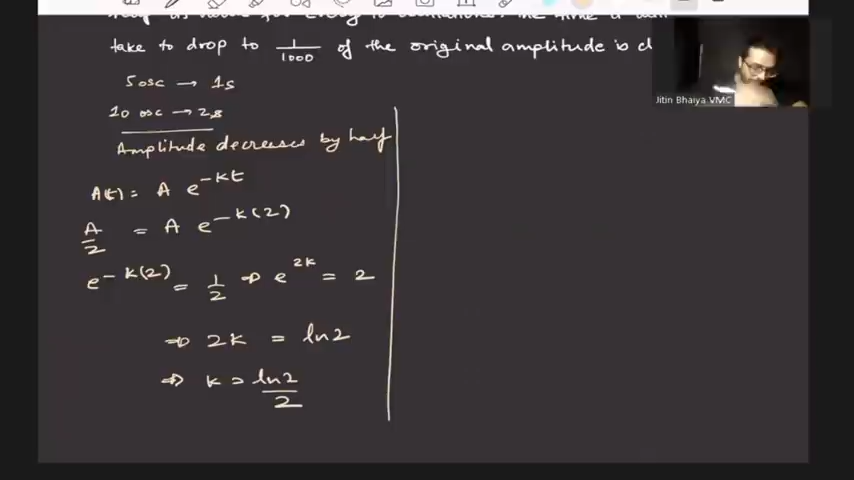 take to drop to 1/1000 of the original amplitude is
5 osc → 1s
10 osc → 2s
Amplitude decreases by half
A(t) = A e^-kt
A/2 = A e^-k(2)
e^-k(2) = 1/2 ⇒ e^2k = 2
⇒ 2k = ln2
⇒ k = ln2/2
Jitin Bhaiya VMC